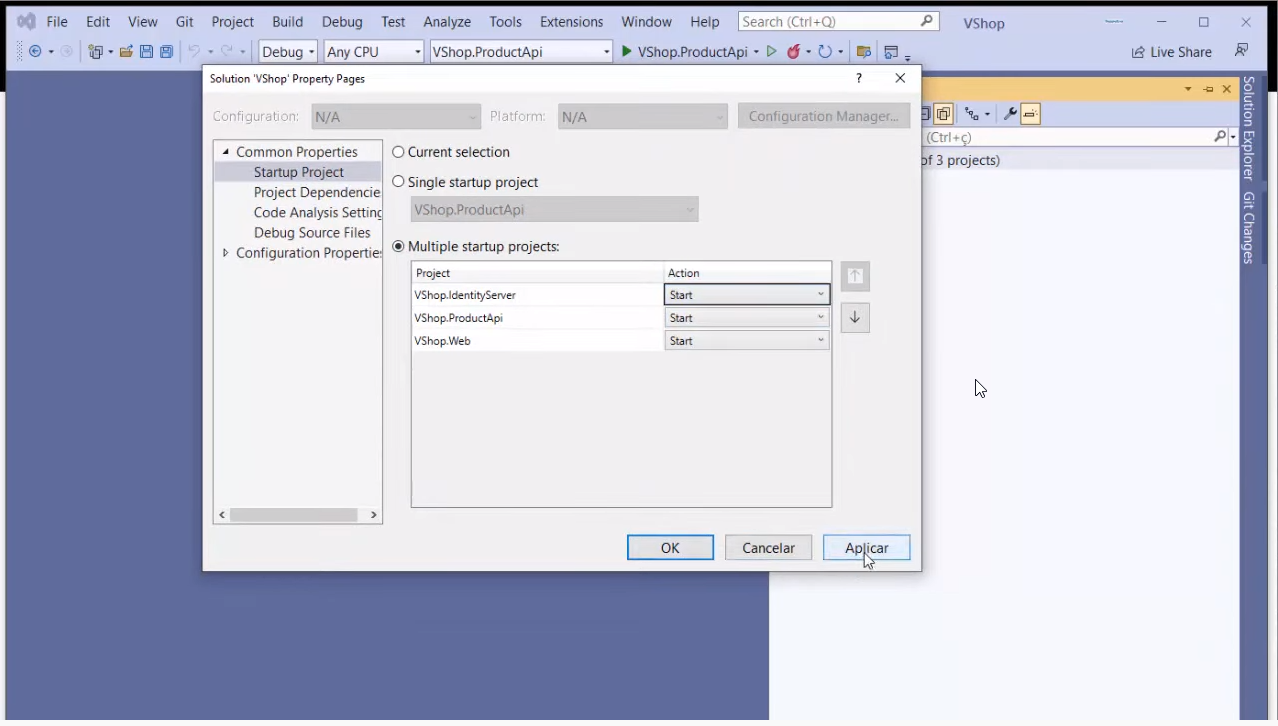 File Edit View Git Project Build Debug Test Analyze Tools Extensions Window Help Search (Ctrl+Q) VShop
Debug Any CPU VShop.ProductApi VShop.ProductApi Live Share
Solution 'VShop' Property Pages ?
Configuration: N/A Platform: N/A Configuration Manager...
Common Properties
Startup Project
Project Dependencie
Code Analysis Setting
Debug Source Files
Configuration Properties
Current selection
Single startup project
VShop.ProductApi
Multiple startup projects:
Project Action
VShop.IdentityServer Start
VShop.ProductApi Start
VShop.Web Start
OK Cancelar Aplicar
(Ctrl+ç)
of 3 projects)
Solution Explorer
Git Changes